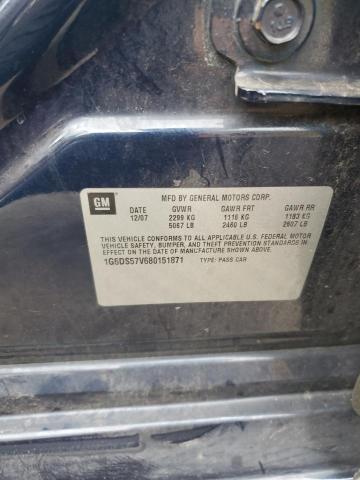 GM
MFD BY GENERAL MOTORS CORP.
DATE GVWR GAWR FRT GAWR RR
12/07 2299 KG 1116 KG 1183 KG
5067 LB 2460 LB 2607 LB
THIS VEHICLE CONFORMS TO ALL APPLICABLE U.S. FEDERAL MOTOR
VEHICLE SAFETY, BUMPER, AND THEFT PREVENTION STANDARDS IN
EFFECT ON THE DATE OF MANUFACTURE SHOWN ABOVE.
1G6DS57V680151871 TYPE: PASS CAR